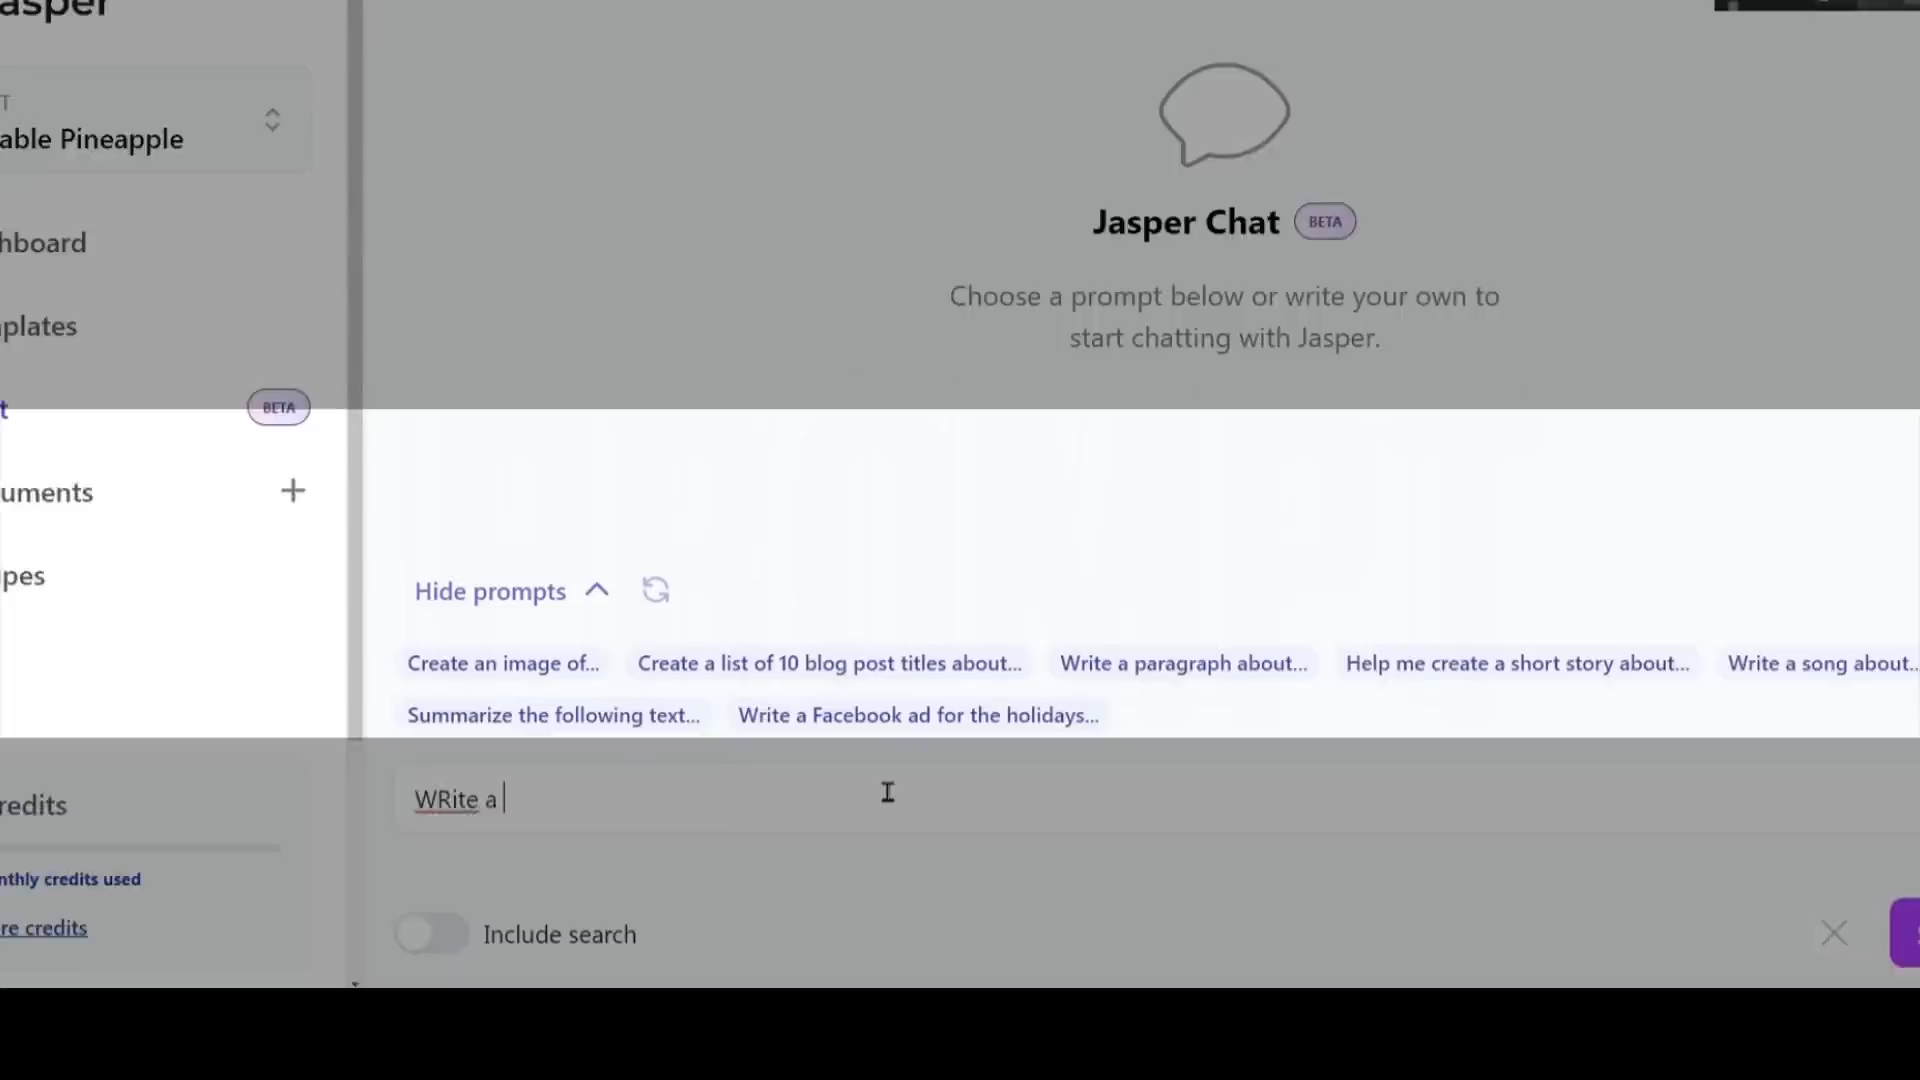 asper
T
able Pineapple
hboard
plates
t
BETA
uments
pes
redits
nthly credits used
re credits
Jasper Chat BETA
Choose a prompt below or write your own to
start chatting with Jasper.
Hide prompts
Create an image of... Create a list of 10 blog post titles about... Write a paragraph about... Help me create a short story about... Write a song about..
Summarize the following text... Write a Facebook ad for the holidays...
WRite a
Include search